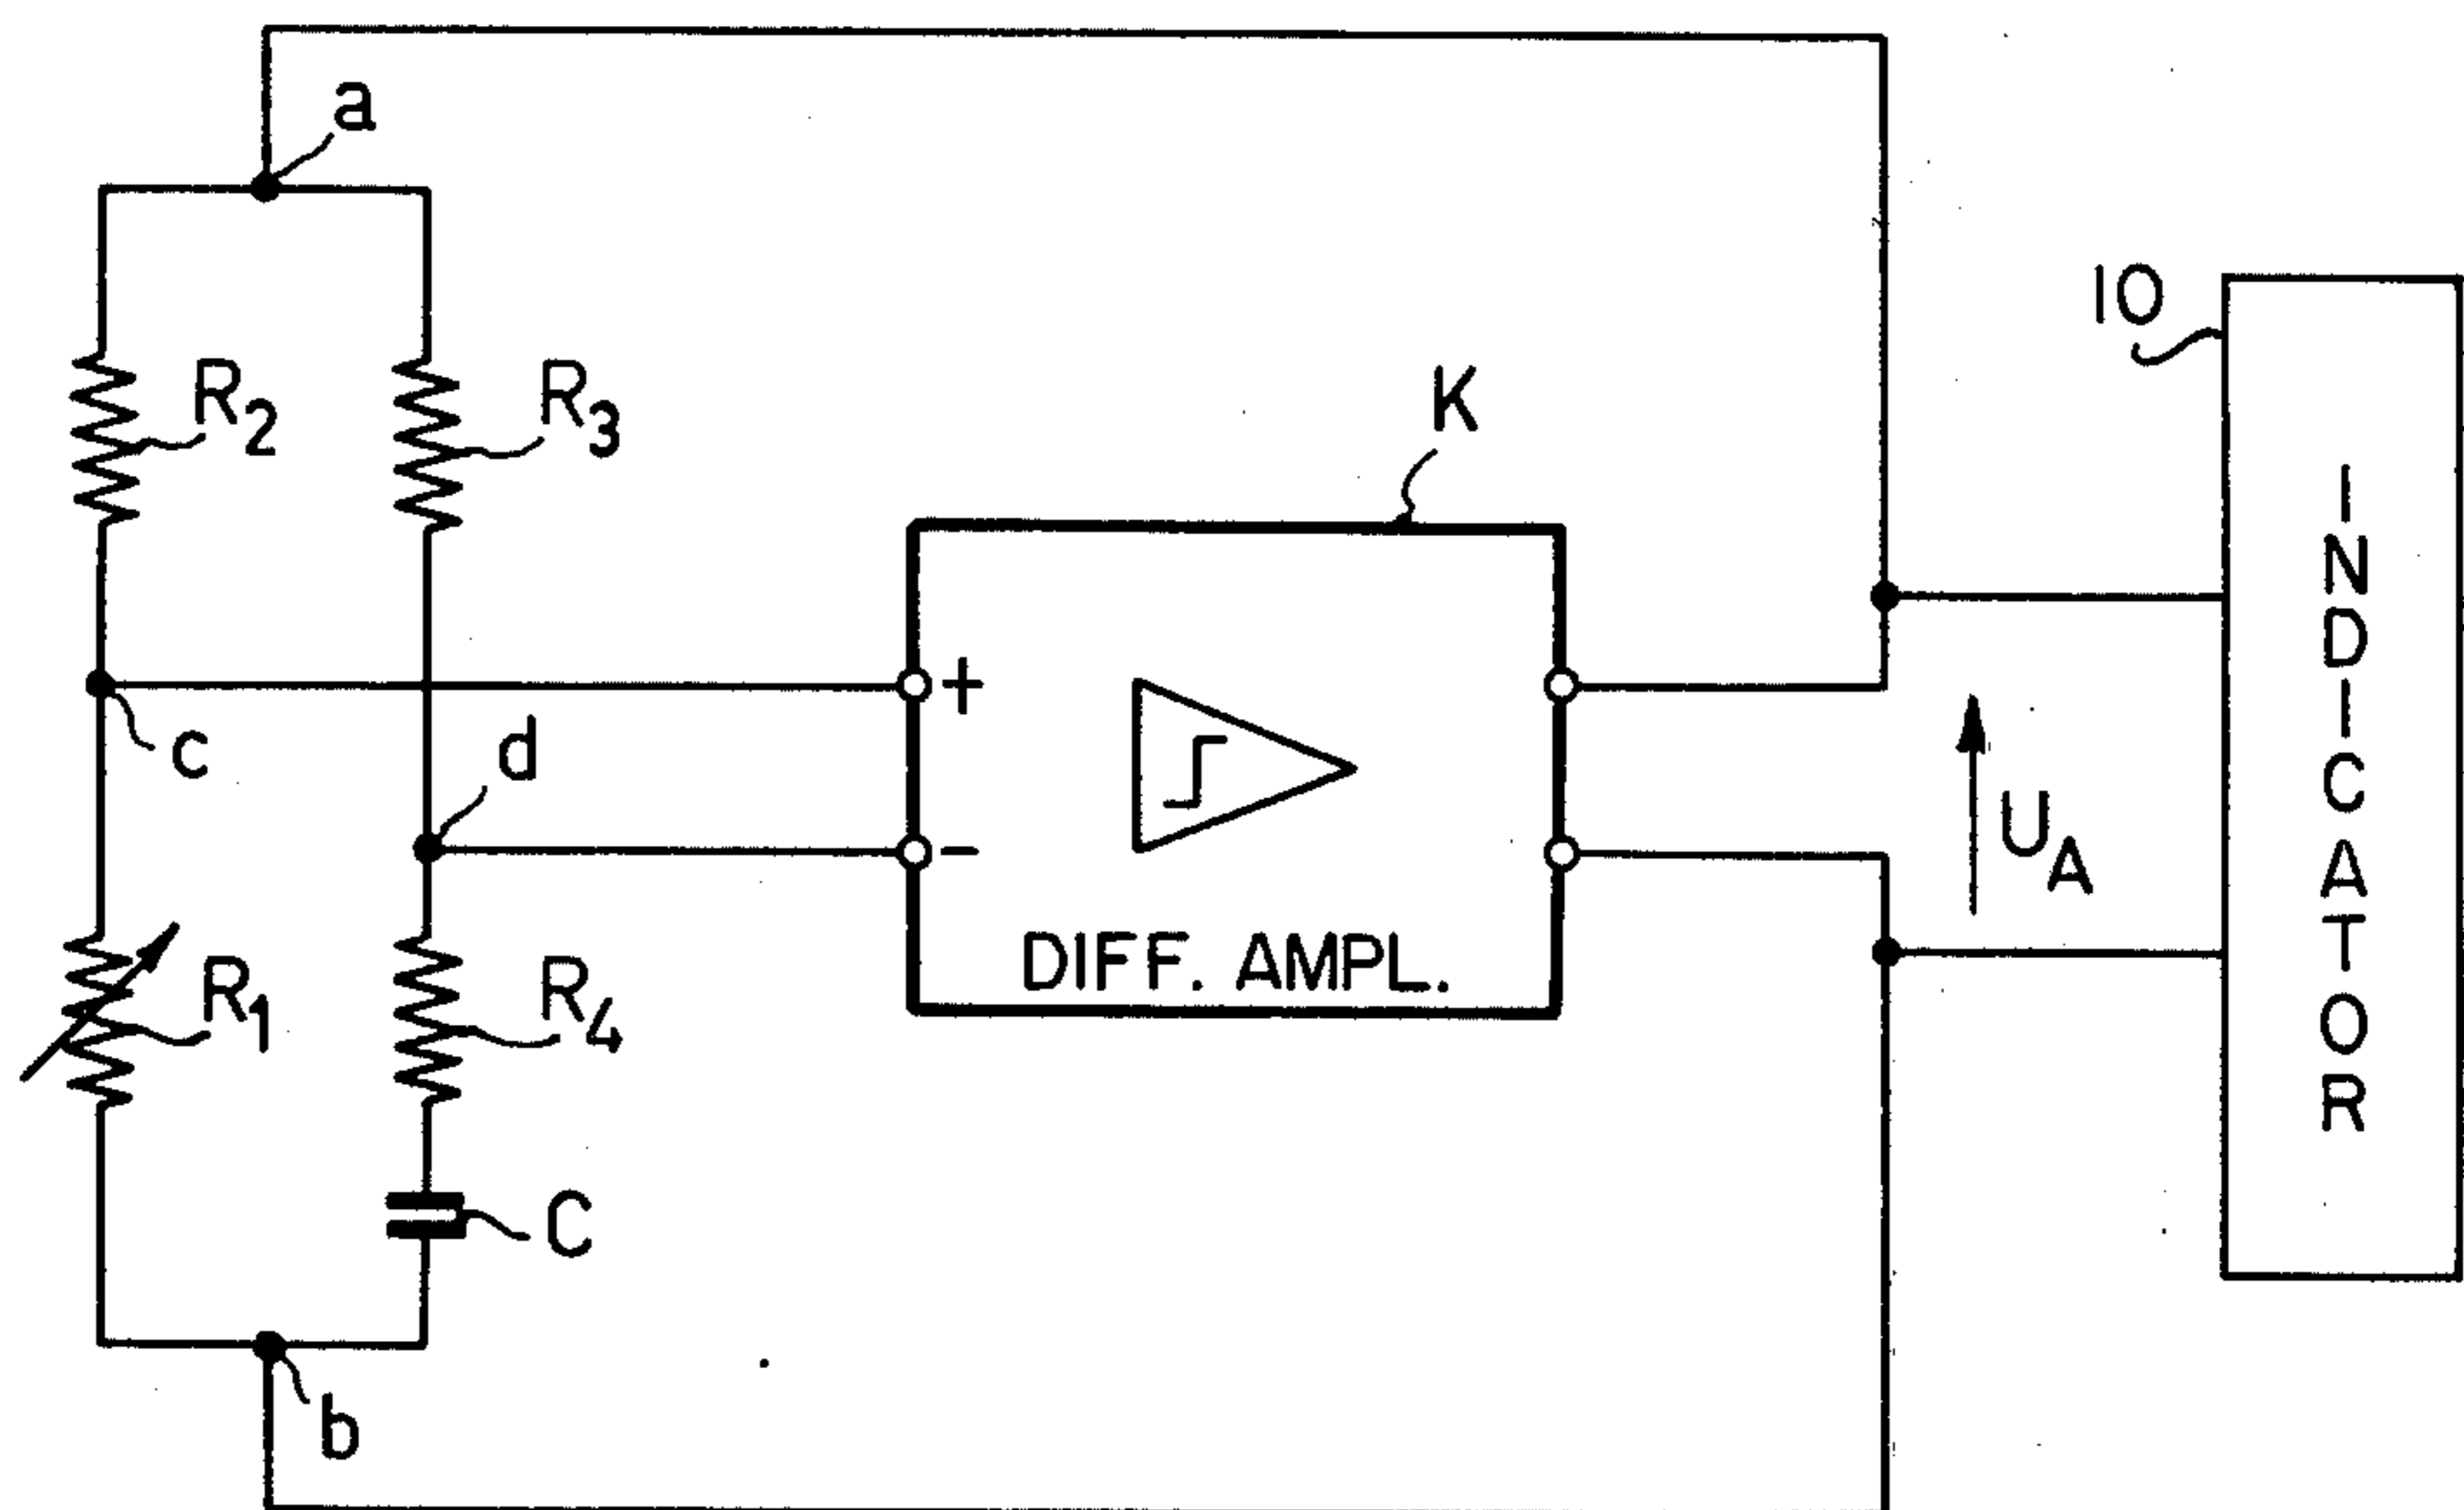 a
10
R2
R3
K
+
c
d
-
UA
DIFF. AMPL.
R1
R4
C
b
INDICATOR